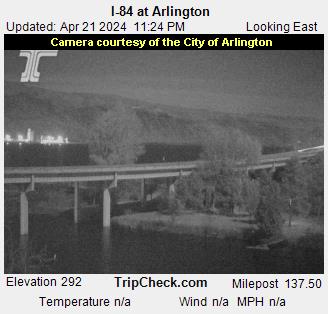 I-84 at Arlington
Updated: Apr 21 2024 11:24 PM Looking East
Camera courtesy of the City of Arlington
Elevation 292 TripCheck.com Milepost 137.50
Temperature n/a Wind n/a MPH n/a